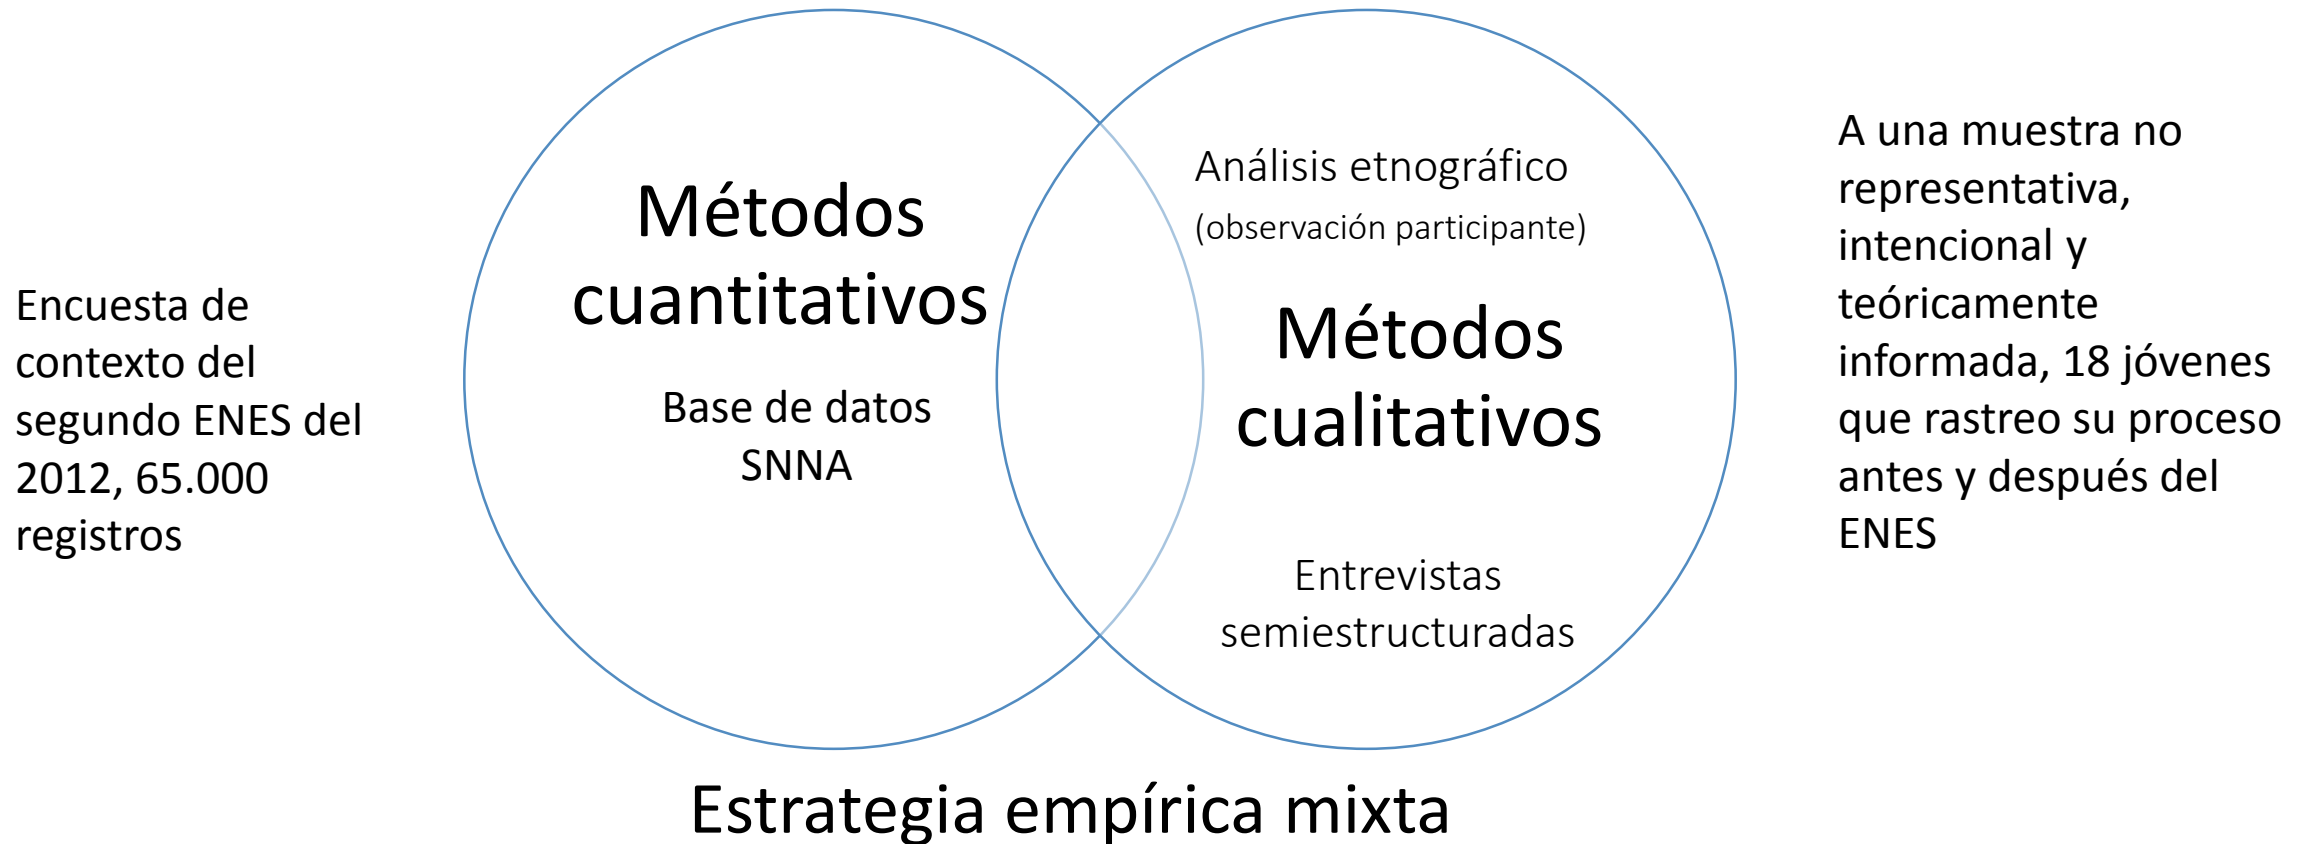 Encuesta de
contexto del
segundo ENES del
2012, 65.000
registros
Métodos
cuantitativos
Base de datos
SNNA
Análisis etnográfico
(observación participante)
Métodos
cualitativos
Entrevistas
semiestructuradas
A una muestra no
representativa,
intencional y
teóricamente
informada, 18 jóvenes
que rastreo su proceso
antes y después del
ENES
Estrategia empírica mixta